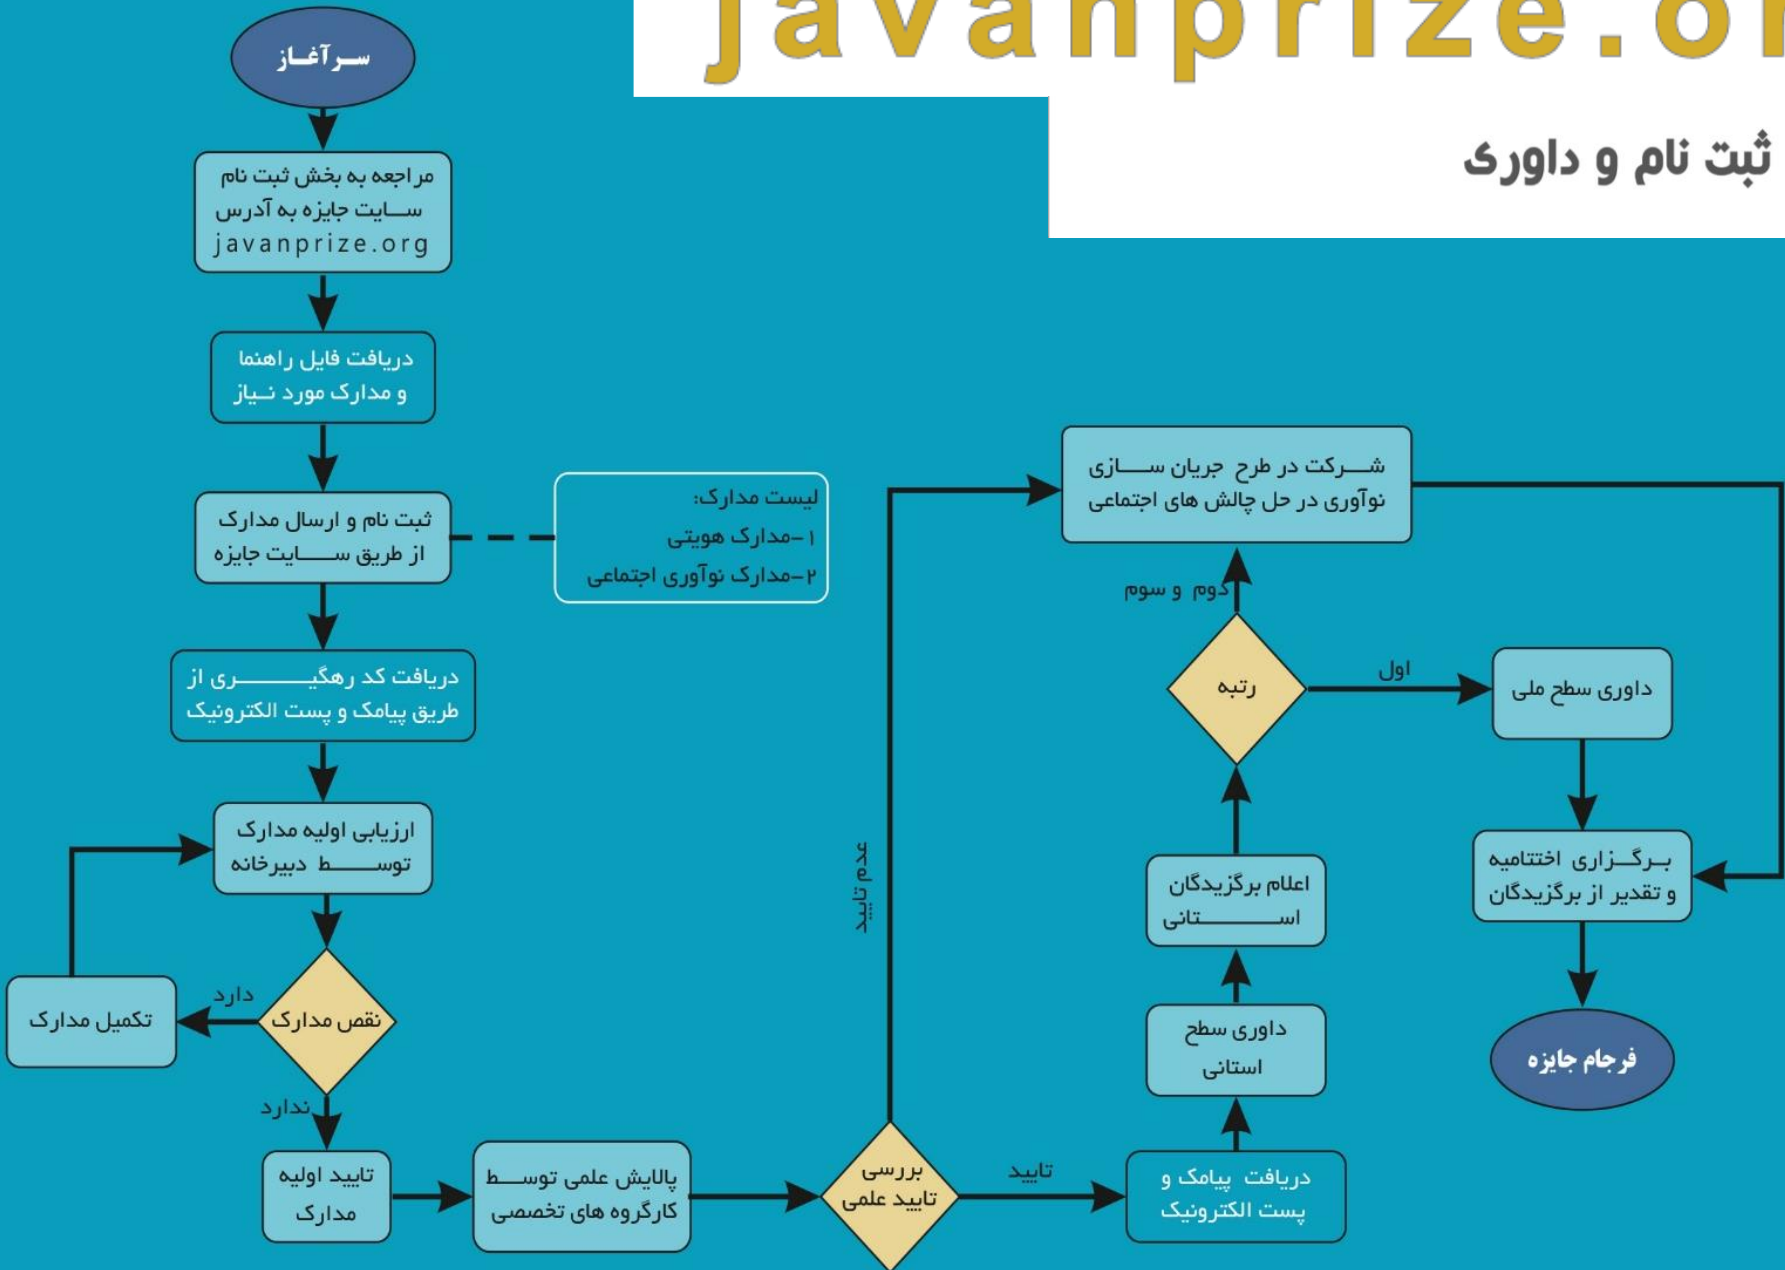 javanprize.or
ثبت نام و داوری
سرآغاز
مراجعه به بخش ثبت نام
سایت جایزه به آدرس
javanprize.org
دریافت فایل راهنما
و مدارک مورد نیاز
ثبت نام و ارسال مدارک
از طریق سایت جایزه
لیست مدارک:
۱-مدارک هویتی
۲-مدارک نوآوری اجتماعی
دریافت کد رهگیری از
طریق پیامک و پست الکترونیک
ارزیابی اولیه مدارک
توسط دبیرخانه
نقص مدارک
دارد
تکمیل مدارک
ندارد
تایید اولیه
مدارک
پالایش علمی توسط
کارگروه های تخصصی
بررسی
تایید علمی
عدم تایید
تایید
دریافت پیامک و
پست الکترونیک
داوری سطح
استانی
اعلام برگزیدگان
استانی
رتبه
دوم و سوم
شرکت در طرح جریان سازی
نوآوری در حل چالش های اجتماعی
اول
داوری سطح ملی
برگزاری اختتامیه
و تقدیر از برگزیدگان
فرجام جایزه